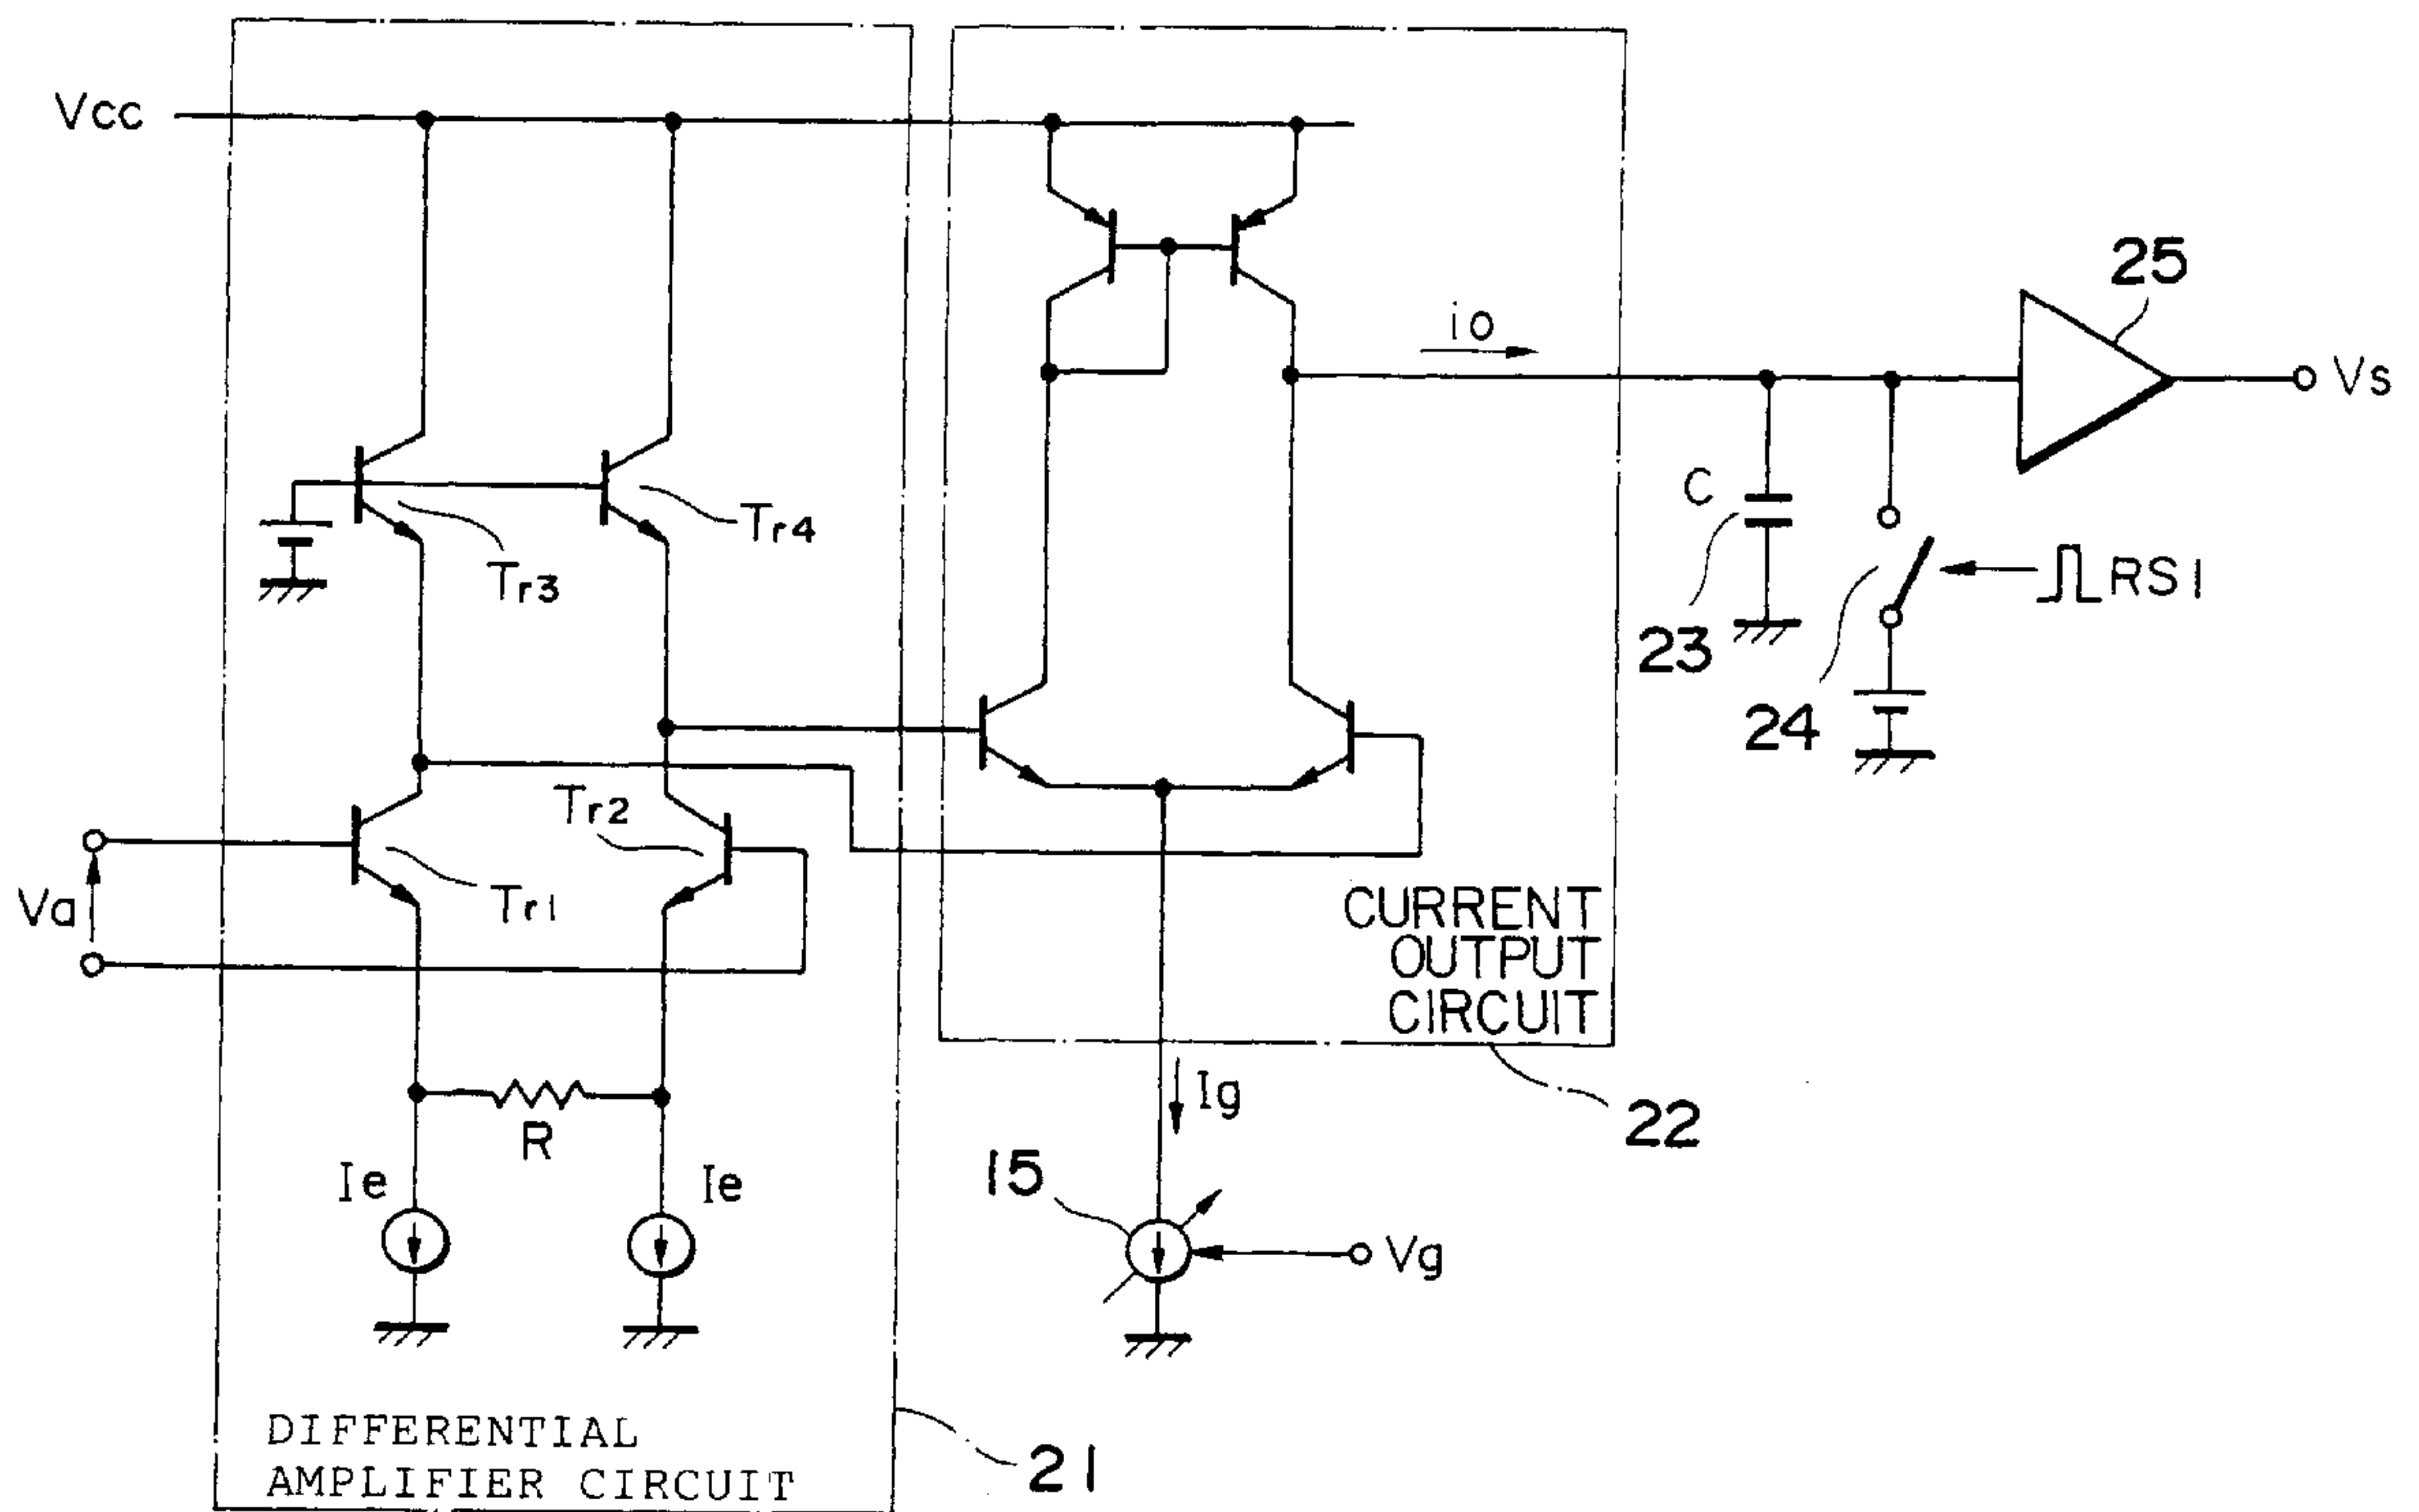 Vcc
25
io
Vs
C
Tr4
Tr3
RS1
23
24
Tr2
Va
Tr1
CURRENT
OUTPUT
CIRCUIT
Ig
R
22
Ie
Ie
15
Vg
DIFFERENTIAL
AMPLIFIER CIRCUIT
21